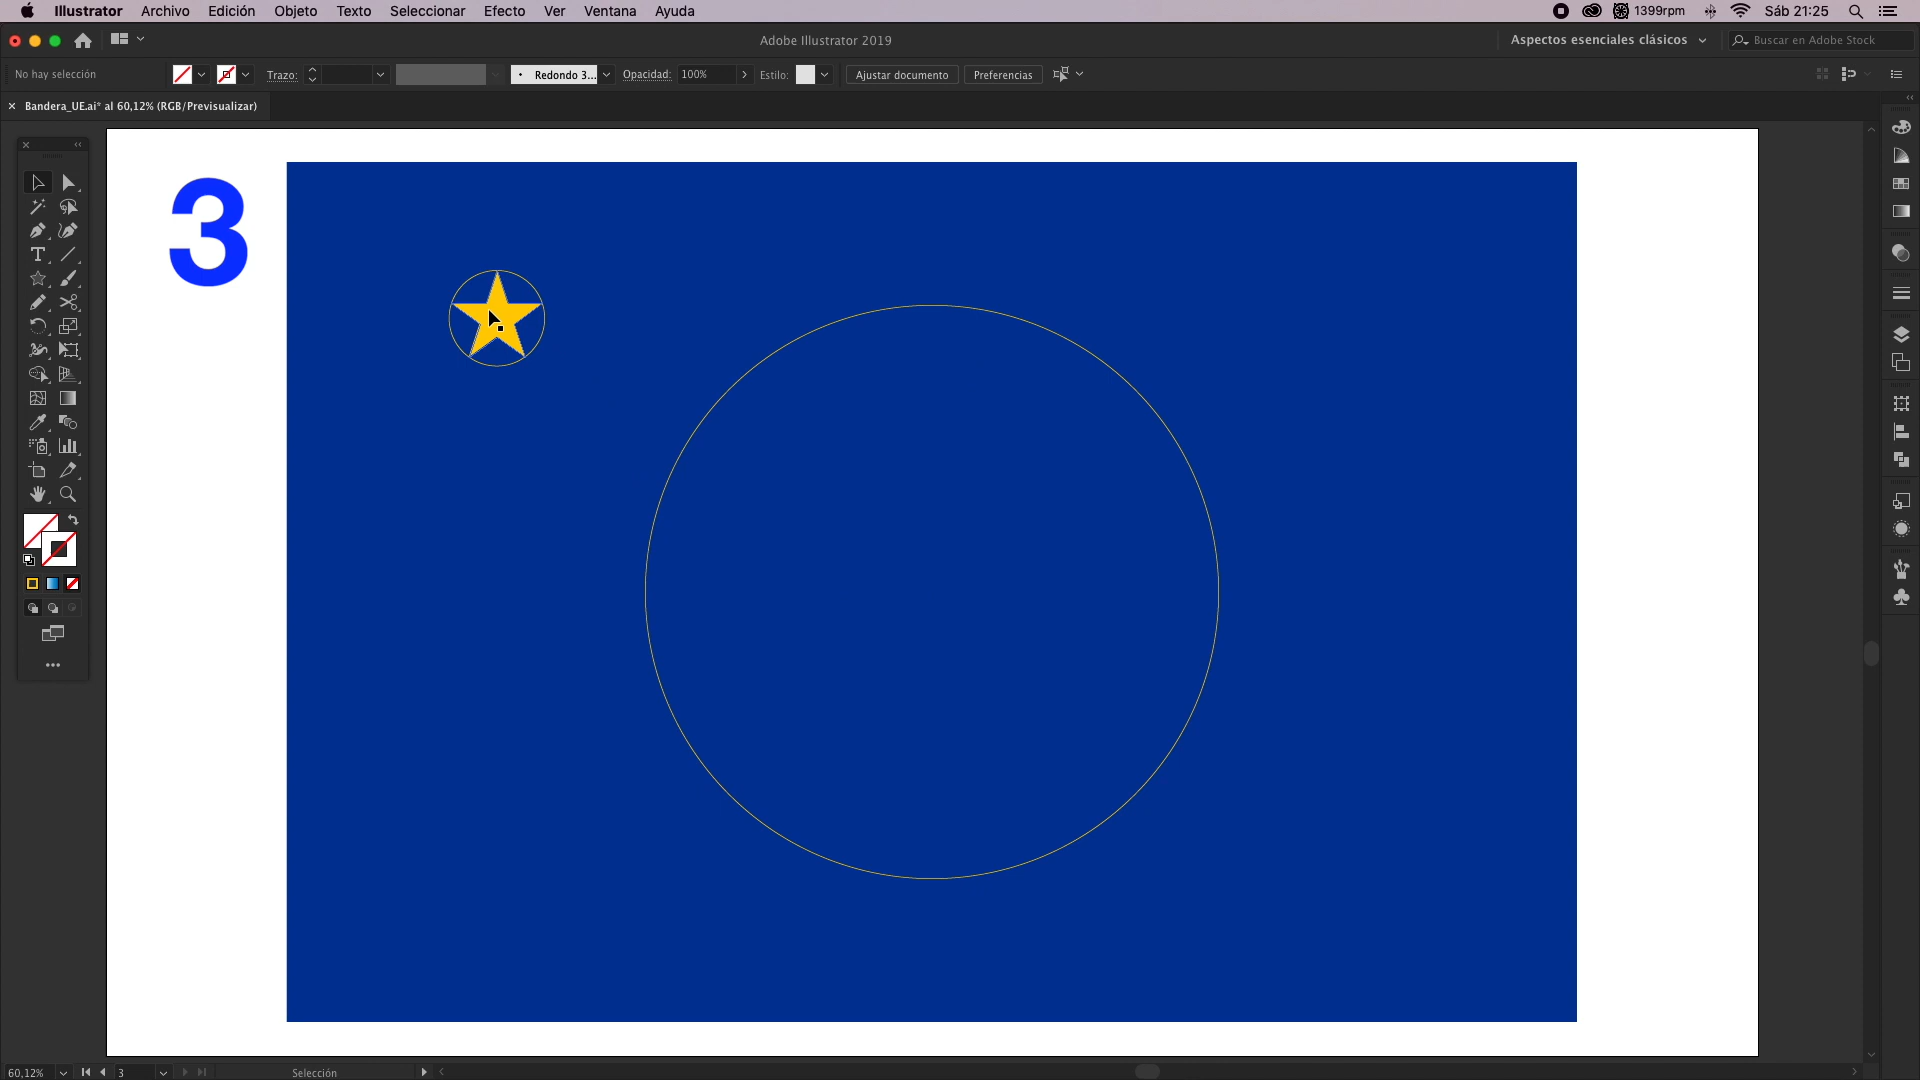 Illustrator Archivo Edición Objeto Texto Seleccionar Efecto Ver Ventana Ayuda 1399rpm Sáb 21:25
Adobe Illustrator 2019 Aspectos esenciales clásicos Buscar en Adobe Stock
No hay selección Trazo: Redondo 3... Opacidad: 100% Estilo: Ajustar documento Preferencias
Bandera_UE.ai* al 60,12% (RGB/Previsualizar)
3
60,12% 3 Selección